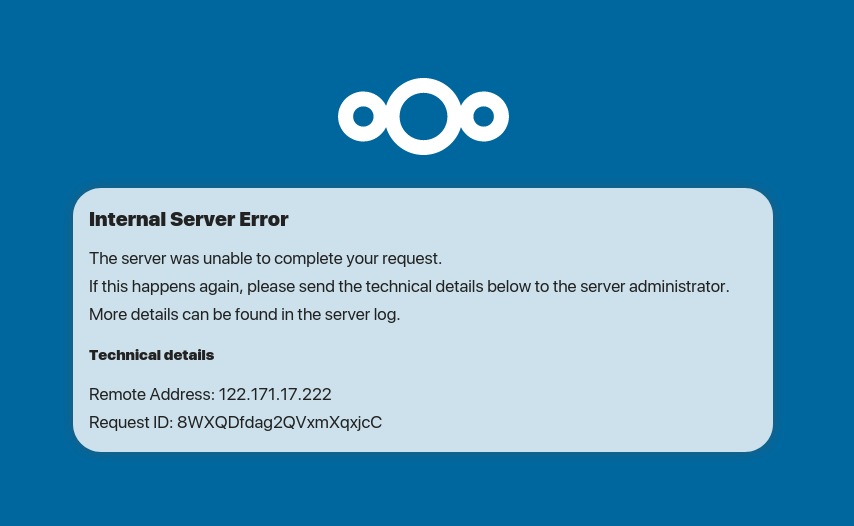 Internal Server Error
The server was unable to complete your request.
If this happens again, please send the technical details below to the server administrator.
More details can be found in the server log.
Technical details
Remote Address: 122.171.17.222
Request ID: 8WXQDfdag2QVxmXqxjcC